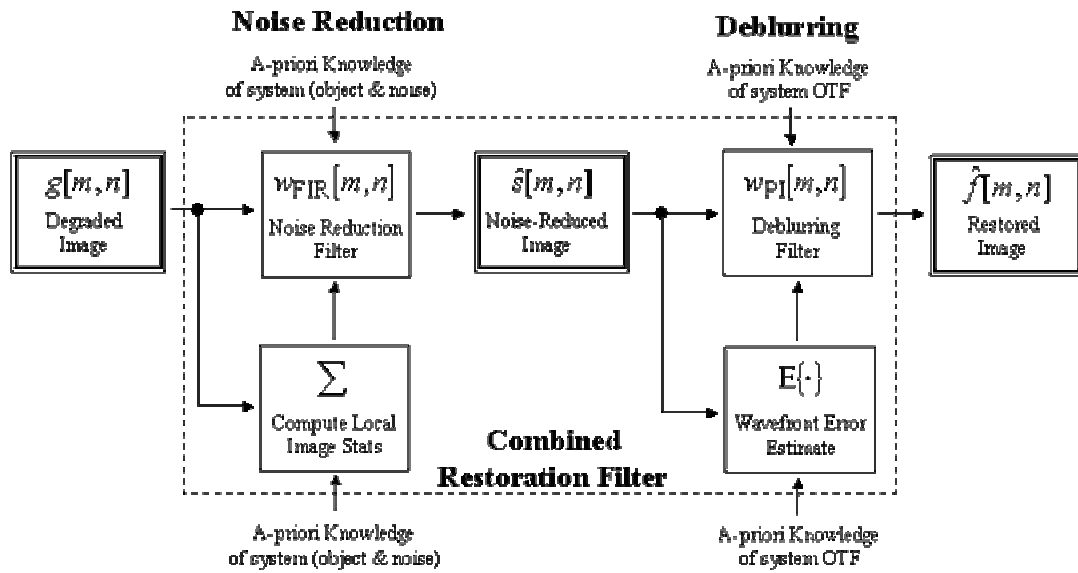 Noise Reduction
Deblurring
A-priori Knowledge
of system (object & noise)
A-priori Knowledge
of system OTF
g[m,n]
Degraded
Image
w_FIR[m,n]
Noise Reduction
Filter
ŝ[m,n]
Noise-Reduced
Image
w_PI[m,n]
Deblurring
Filter
f̂[m,n]
Restored
Image
∑
Compute Local
Image Stats
E{·}
Wavefront Error
Estimate
Combined
Restoration Filter
A-priori Knowledge
of system (object & noise)
A-priori Knowledge
of system OTF